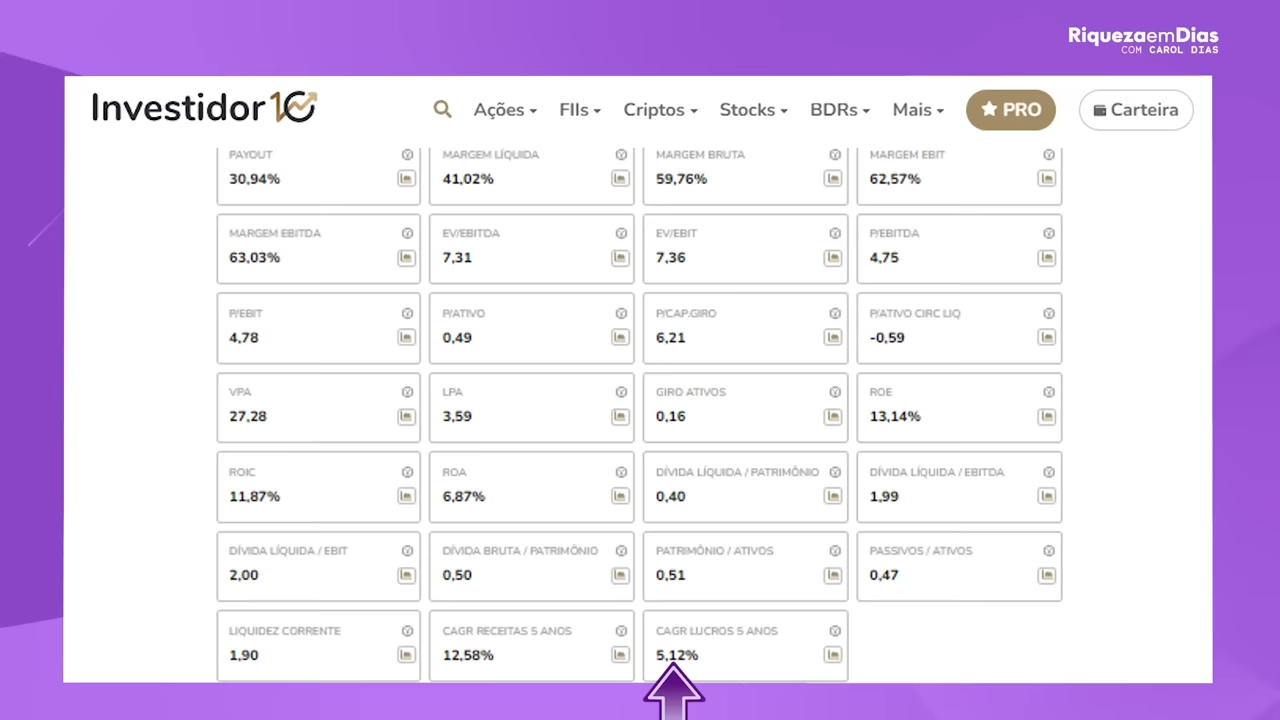 RiquezaemDias
COM CAROL DIAS
Investidor10
Ações
FIIs
Criptos
Stocks
BDRs
Mais
PRO
Carteira
PAYOUT
30,94%
MARGEM LÍQUIDA
41,02%
MARGEM BRUTA
59,76%
MARGEM EBIT
62,57%
MARGEM EBITDA
63,03%
EV/EBITDA
7,31
EV/EBIT
7,36
P/EBITDA
4,75
P/EBIT
4,78
P/ATIVO
0,49
P/CAP.GIRO
6,21
P/ATIVO CIRC LIQ
-0,59
VPA
27,28
LPA
3,59
GIRO ATIVOS
0,16
ROE
13,14%
ROIC
11,87%
ROA
6,87%
DÍVIDA LÍQUIDA / PATRIMÔNIO
0,40
DÍVIDA LÍQUIDA / EBITDA
1,99
DÍVIDA LÍQUIDA / EBIT
2,00
DÍVIDA BRUTA / PATRIMÔNIO
0,50
PATRIMÔNIO / ATIVOS
0,51
PASSIVOS / ATIVOS
0,47
LIQUIDEZ CORRENTE
1,90
CAGR RECEITAS 5 ANOS
12,58%
CAGR LUCROS 5 ANOS
5,12%